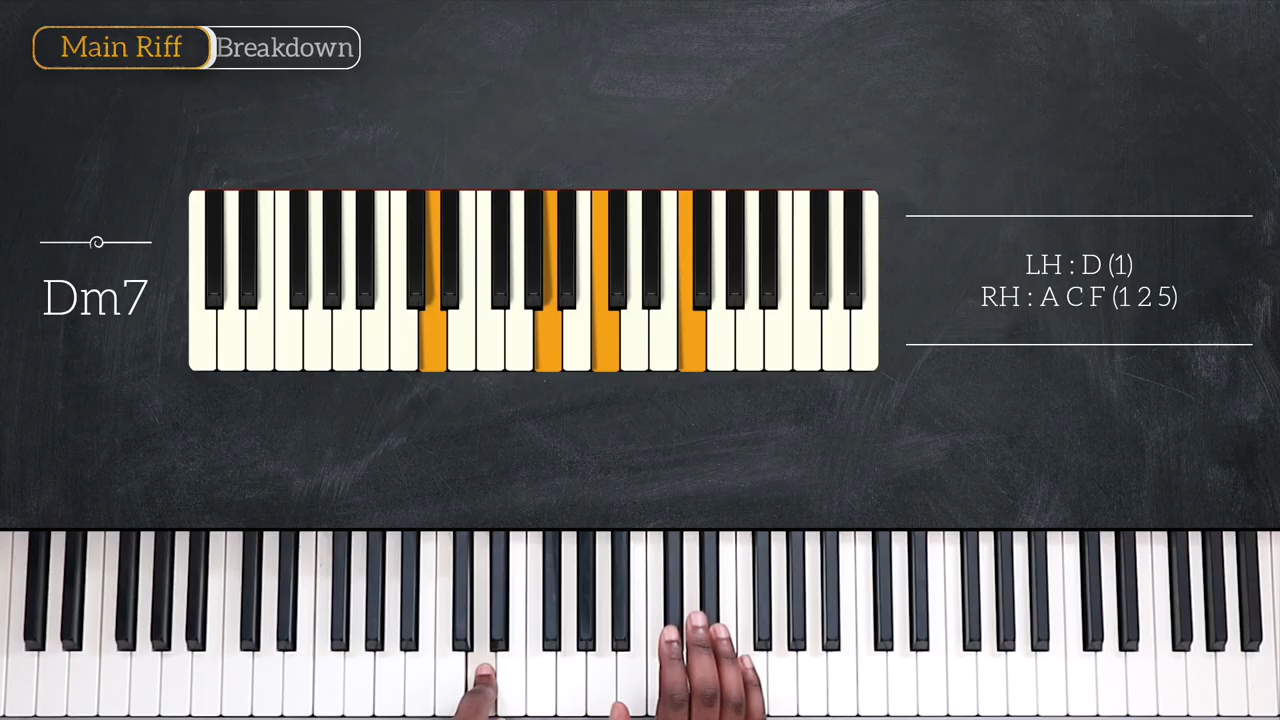 Main Riff Breakdown
Dm7
LH : D (1)
RH : A C F (1 2 5)